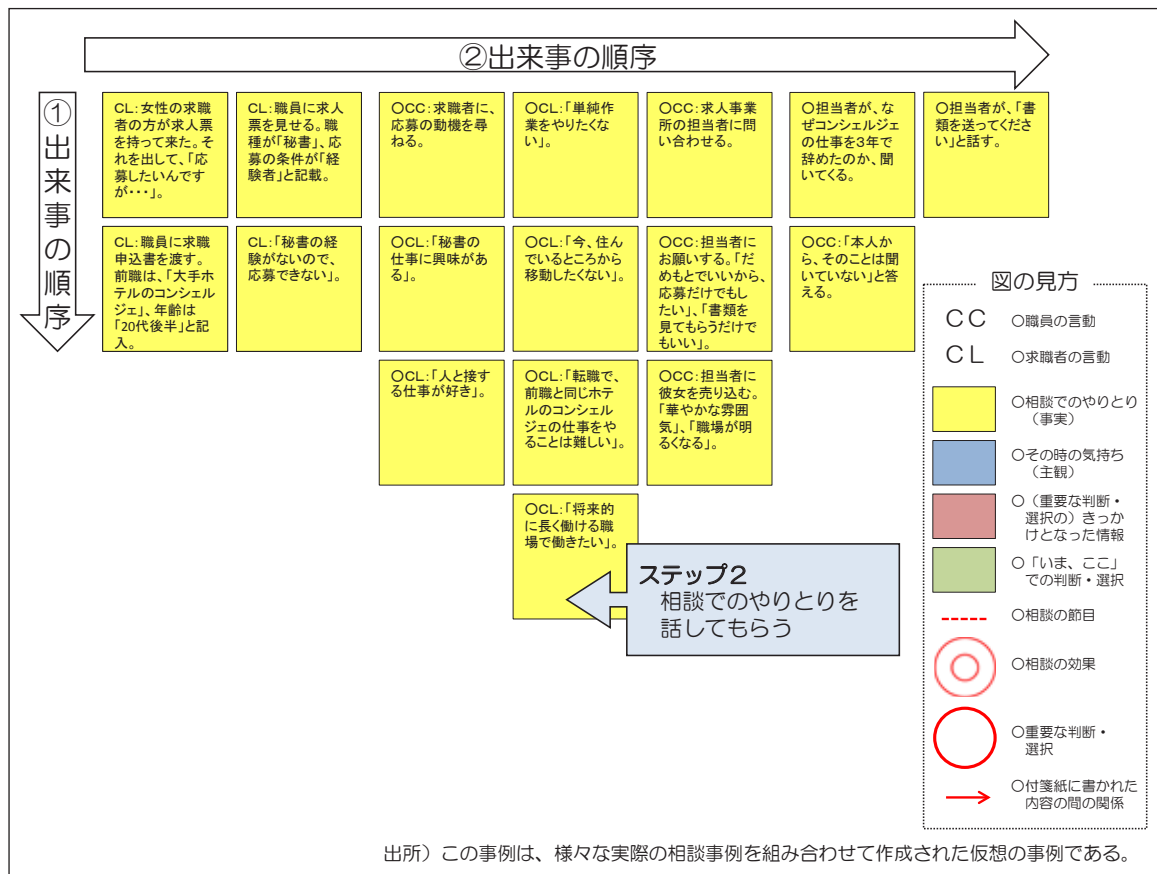 ②出来事の順序
①出来事の順序
CL:女性の求職
者の方が求人票
を持って来た。そ
れを出して、「応
募したいんです
が・・・」。
CL:職員に求職
申込書を渡す。
前職は、「大手ホ
テルのコンシェル
ジェ」、年齢は
「20代後半」と記
入。
CL:職員に求人
票を見せる。職
種が「秘書」、応
募の条件が「経
験者」と記載。
CL:「秘書の経
験がないので、
応募できない」。
〇CC:求職者に、
応募の動機を尋
ねる。
〇CL:「秘書の
仕事に興味があ
る」。
〇CL:「人と接す
る仕事が好き」。
〇CL:「単純作
業をやりたくな
い」。
〇CL:「今、住ん
でいるところから
移動したくない」。
〇CL:「転職で、
前職と同じホテ
ルのコンシェル
ジェの仕事をや
ることは難しい」。
〇CL:「将来的
に長く働ける職
場で働きたい」。
〇CC:求人事業
所の担当者に問
い合わせる。
〇CC:担当者に
お願いする。「だ
めもとでいいから、
応募だけでもし
たい」、「書類を
見てもらうだけで
もいい」。
〇CC:担当者に
彼女を売り込む。
「華やかな雰囲
気」、「職場が明
るくなる」。
〇担当者が、な
ぜコンシェルジェ
の仕事を3年で
辞めたのか、聞
いてくる。
〇CC:「本人か
ら、そのことは聞
いていない」と答
える。
〇担当者が、「書
類を送ってくださ
い」と話す。
ステップ2
相談でのやりとりを
話してもらう
図の見方
CC 〇職員の言動
CL 〇求職者の言動
〇相談でのやりとり
(事実)
〇その時の気持ち
(主観)
〇(重要な判断・
選択の)きっか
けとなった情報
〇「いま、ここ」
での判断・選択
〇相談の節目
〇相談の効果
〇重要な判断・
選択
〇付箋紙に書かれた
内容の間の関係
出所)この事例は、様々な実際の相談事例を組み合わせて作成された仮想の事例である。